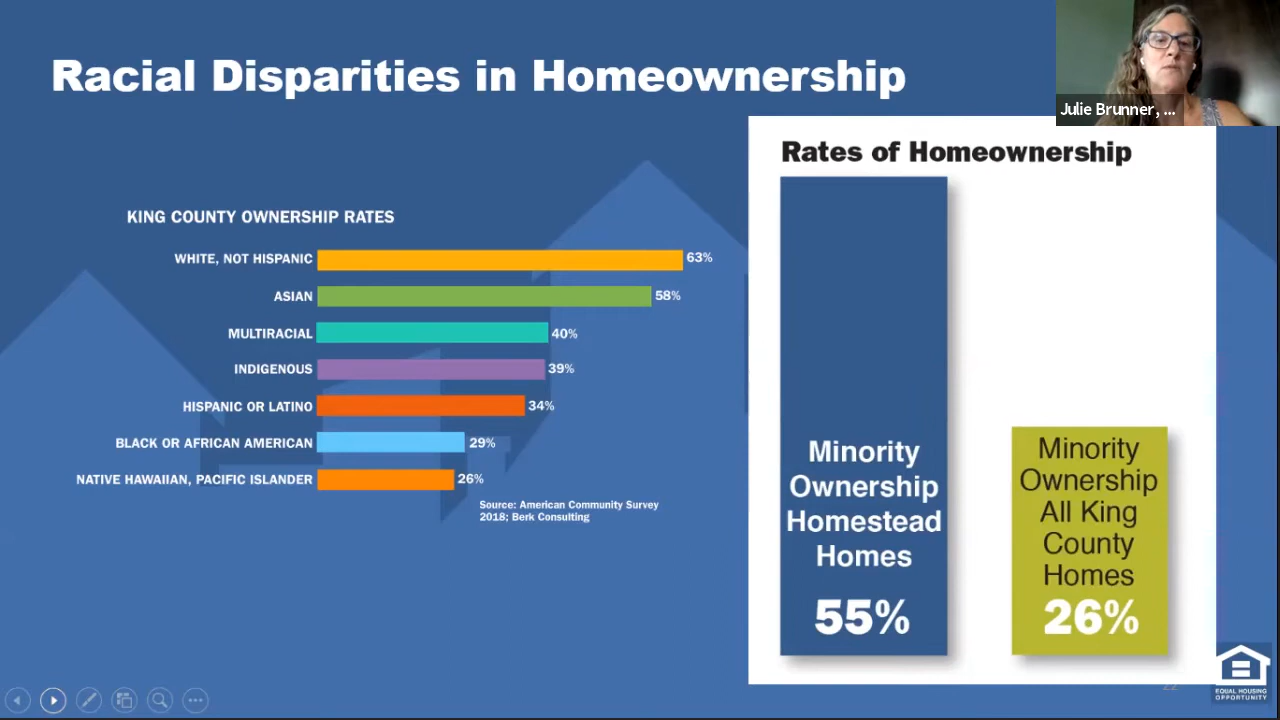 Racial Disparities in Homeownership
Julie Brunner, ...
KING COUNTY OWNERSHIP RATES
WHITE, NOT HISPANIC 63%
ASIAN 58%
MULTIRACIAL 40%
INDIGENOUS 39%
HISPANIC OR LATINO 34%
BLACK OR AFRICAN AMERICAN 29%
NATIVE HAWAIIAN, PACIFIC ISLANDER 26%
Source: American Community Survey
2018; Berk Consulting
Rates of Homeownership
Minority
Ownership
Homestead
Homes
55%
Minority
Ownership
All King
County
Homes
26%
22
EQUAL HOUSING
OPPORTUNITY